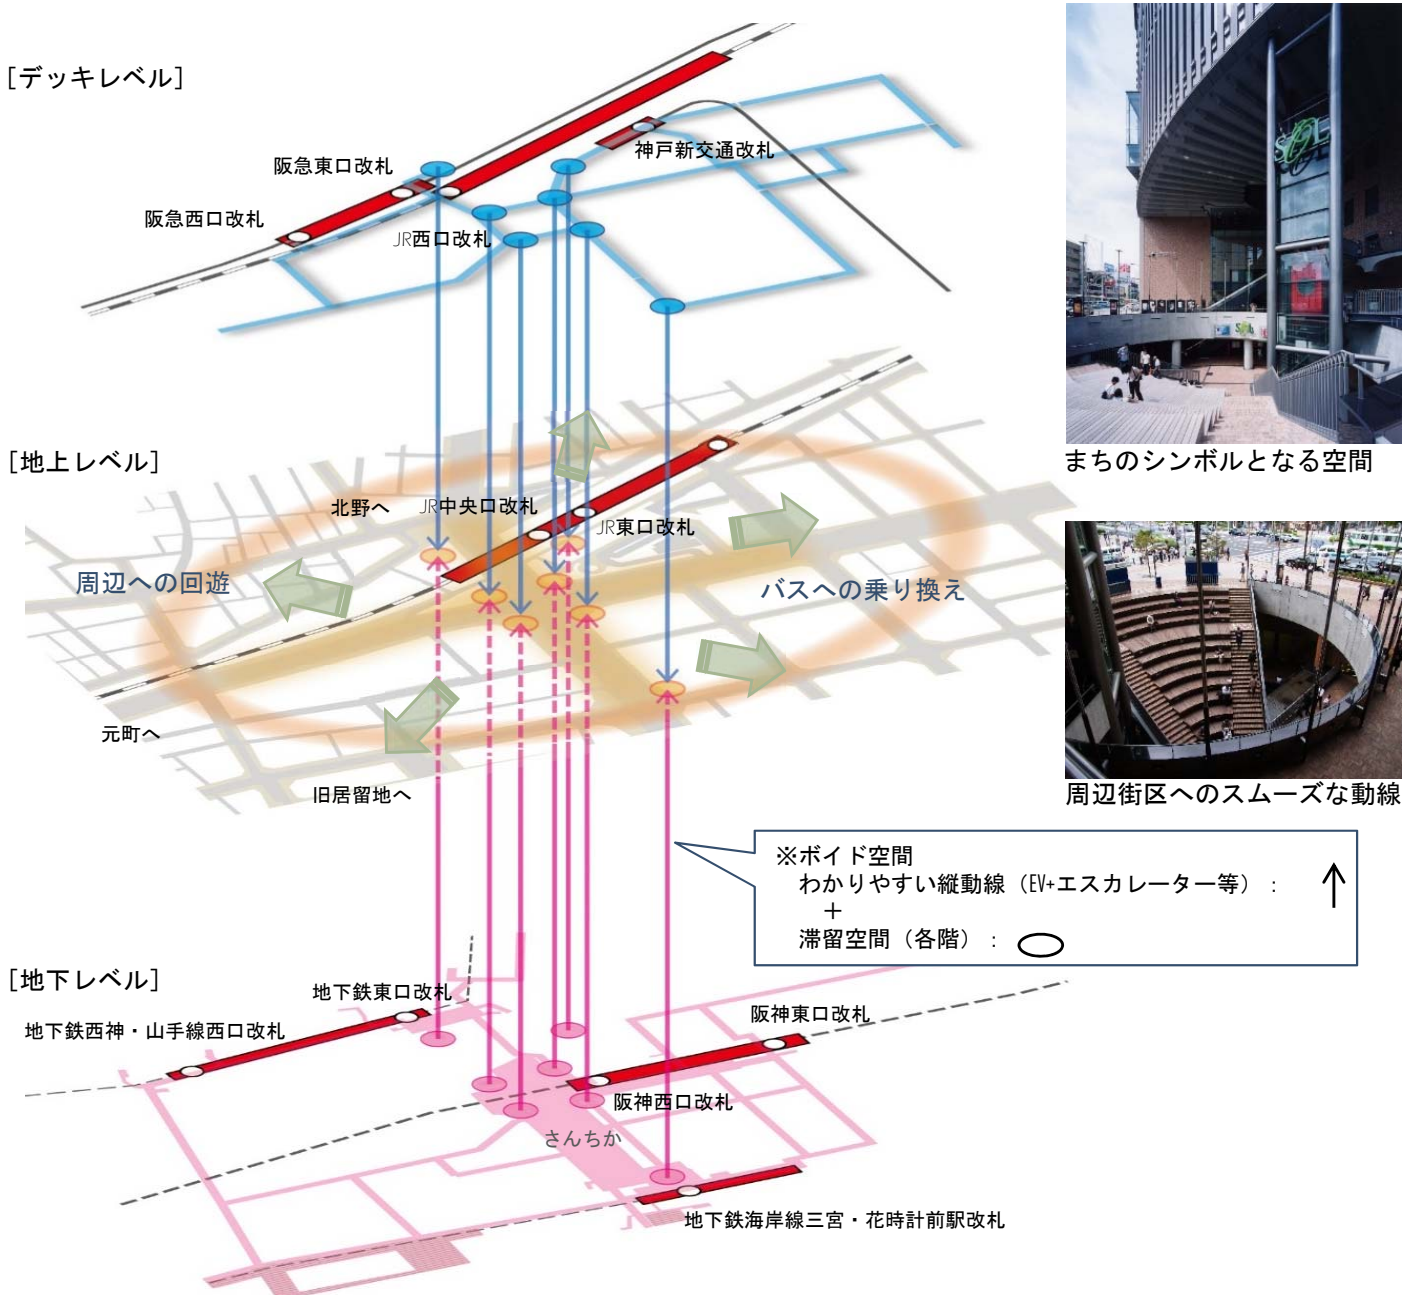 [デッキレベル]
阪急東口改札
神戸新交通改札
阪急西口改札
JR西口改札
まちのシンボルとなる空間
[地上レベル]
北野へ
JR中央口改札
JR東口改札
周辺への回遊
バスへの乗り換え
元町へ
旧居留地へ
周辺街区へのスムーズな動線
※ボイド空間
わかりやすい縦動線（EV+エスカレーター等）：
＋
滞留空間（各階）：
[地下レベル]
地下鉄東口改札
地下鉄西神・山手線西口改札
阪神東口改札
阪神西口改札
さんちか
地下鉄海岸線三宮・花時計前駅改札